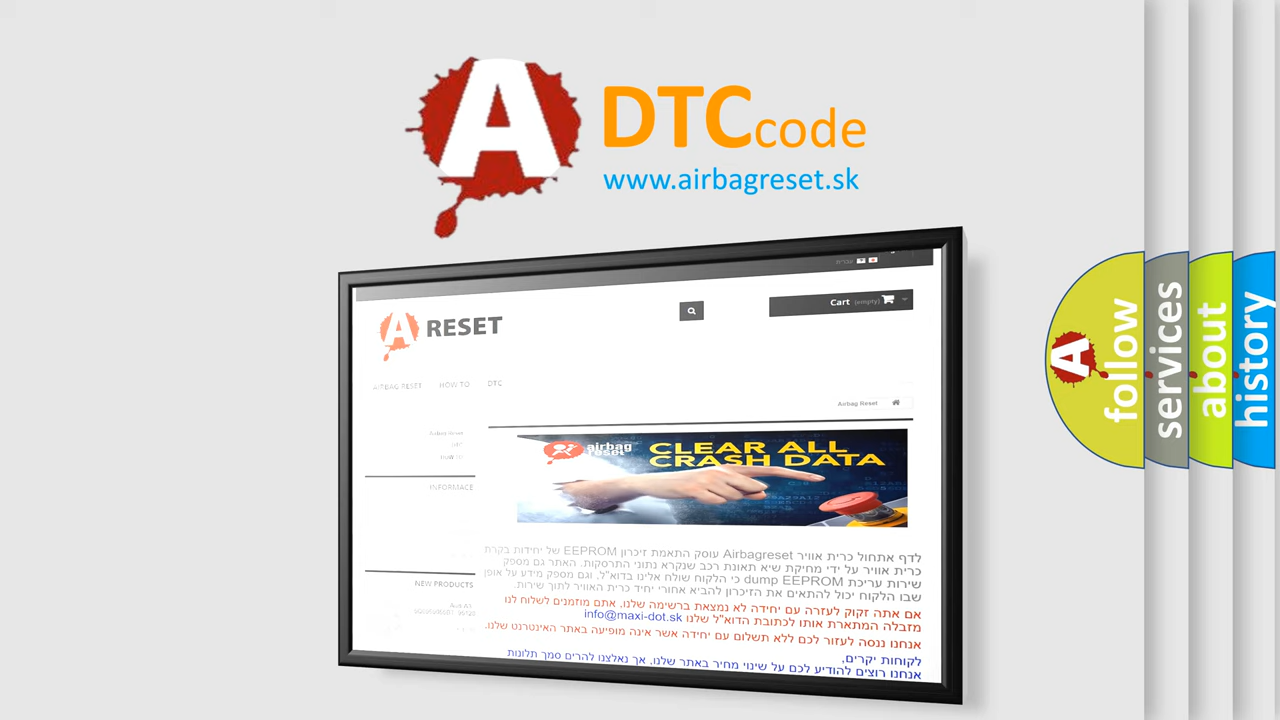 A
DTCcode
www.airbagreset.sk
עברית
Cart (empty)
A RESET
AIRBAG RESET HOW TO DTC
Airbag Reset
Airbag Reset
airbag
reset
CLEAR ALL
CRASH DATA
INFORMACE
NEW PRODUCTS
לדף אתחול כרית אוויר Airbagreset עוסק התאמת זיכרון EEPROM של יחידות בקרת
כרית אוויר על ידי מחיקת שיא תאונת רכב שנקרא נתוני התרסקות. האתר גם מספק
שירות עריכת dump EEPROM כי הלקוח שולח אלינו בדוא"ל, וגם מספק מידע על אופן
שבו הלקוח יכול להתאים את הזיכרון להביא אחורי יחיד כרית האוויר לתוך שירות.
אם אתה זקוק לעזרה עם יחידה לא נמצאת ברשימה שלנו, אתם מוזמנים לשלוח לנו
מזבלה המתארת אותו לכתובת הדוא"ל שלנו info@maxi-dot.sk
אנחנו ננסה לעזור לכם ללא תשלום עם יחידה אשר אינה מופיעה באתר האינטרנט שלנו.
לקוחות יקרים,
אנחנו רוצים להודיע לכם על שינוי מחיר באתר שלנו, אך נאלצנו להרים סמך תלונות
A
follow
services
about
history